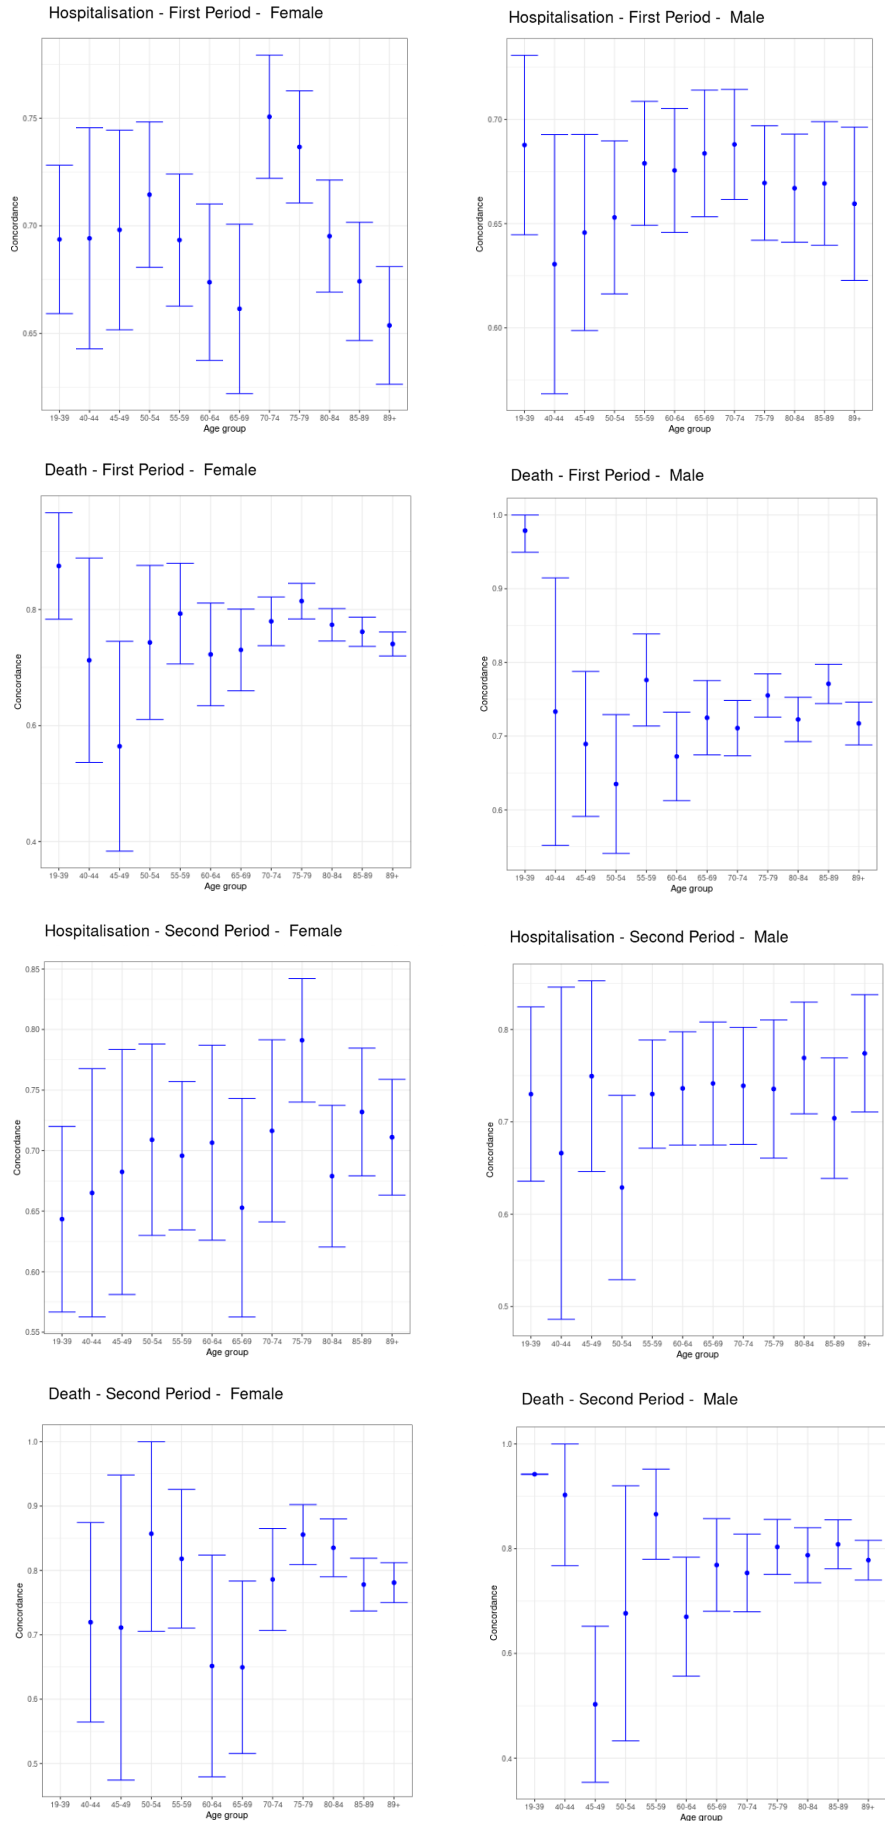 Hospitalisation - First Period - Female
Concordance
0.75
0.70
0.65
19-39 40-44 45-49 50-54 55-59 60-64 65-69 70-74 75-79 80-84 85-89 89+
Age group
Hospitalisation - First Period - Male
Concordance
0.70
0.65
0.60
19-39 40-44 45-49 50-54 55-59 60-64 65-69 70-74 75-79 80-84 85-89 89+
Age group
Death - First Period - Female
Concordance
0.8
0.6
0.4
19-39 40-44 45-49 50-54 55-59 60-64 65-69 70-74 75-79 80-84 85-89 89+
Age group
Death - First Period - Male
Concordance
1.0
0.9
0.8
0.7
0.6
19-39 40-44 45-49 50-54 55-59 60-64 65-69 70-74 75-79 80-84 85-89 89+
Age group
Hospitalisation - Second Period - Female
Concordance
0.85
0.80
0.75
0.70
0.65
0.60
0.55
19-39 40-44 45-49 50-54 55-59 60-64 65-69 70-74 75-79 80-84 85-89 89+
Age group
Hospitalisation - Second Period - Male
Concordance
0.8
0.7
0.6
0.5
19-39 40-44 45-49 50-54 55-59 60-64 65-69 70-74 75-79 80-84 85-89 89+
Age group
Death - Second Period - Female
Concordance
1.0
0.9
0.8
0.7
0.6
0.5
19-39 40-44 45-49 50-54 55-59 60-64 65-69 70-74 75-79 80-84 85-89 89+
Age group
Death - Second Period - Male
Concordance
1.0
0.8
0.6
0.4
19-39 40-44 45-49 50-54 55-59 60-64 65-69 70-74 75-79 80-84 85-89 89+
Age group